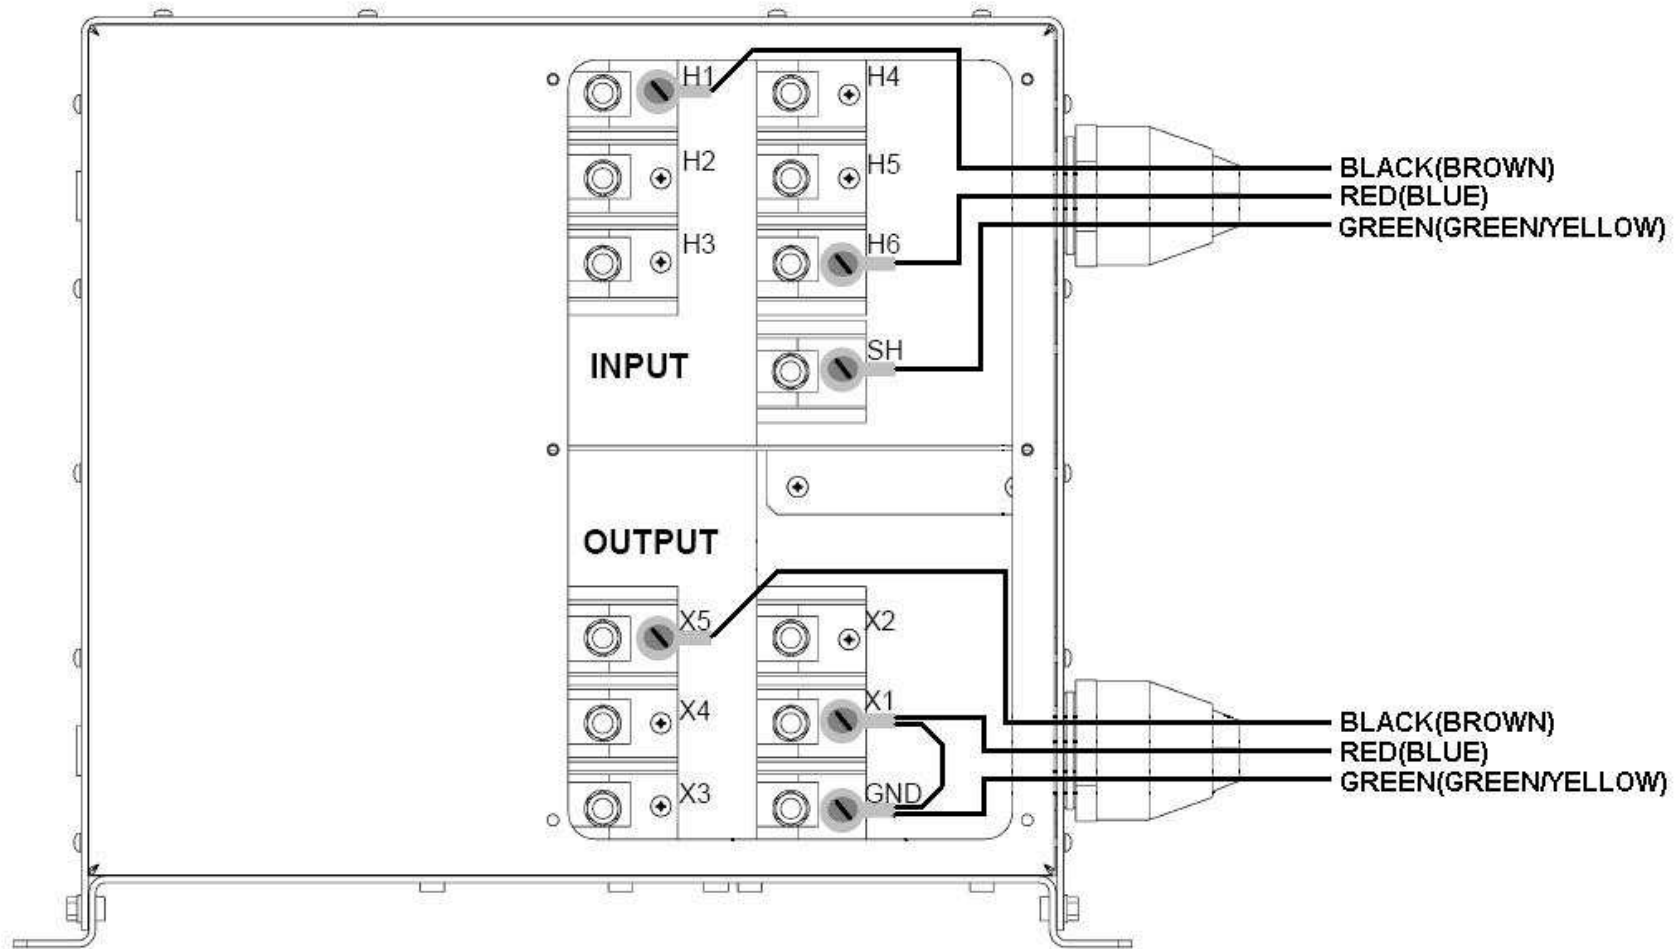 H1
H4
BLACK(BROWN)
H2
H5
RED(BLUE)
GREEN(GREEN/YELLOW)
H3
H6
INPUT
SH
OUTPUT
X5
X2
X4
X1
BLACK(BROWN)
RED(BLUE)
GREEN(GREEN/YELLOW)
X3
GND